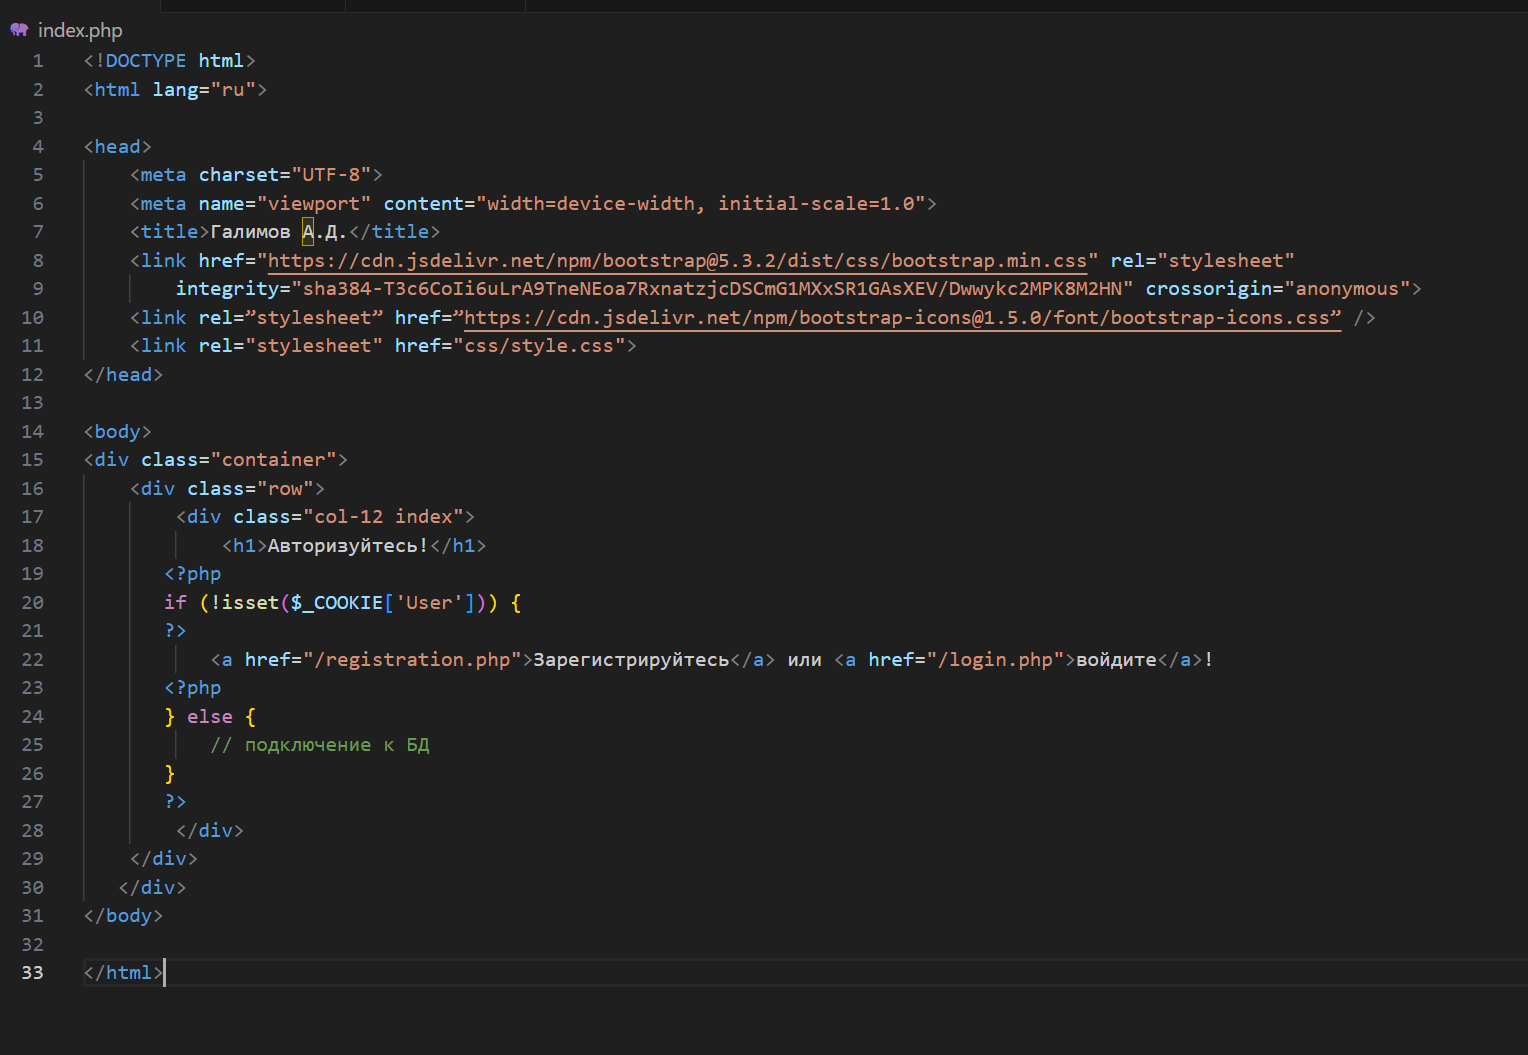 index.php
1 <!DOCTYPE html>
2 <html lang="ru">
3
4 <head>
5 <meta charset="UTF-8">
6 <meta name="viewport" content="width=device-width, initial-scale=1.0">
7 <title>Галимов А.Д.</title>
8 <link href="https://cdn.jsdelivr.net/npm/bootstrap@5.3.2/dist/css/bootstrap.min.css" rel="stylesheet"
9 integrity="sha384-T3c6CoIi6uLrA9TneNEoa7RxnatzjcDSCmG1MXxSR1GAsXEV/Dwwykc2MPK8M2HN" crossorigin="anonymous">
10 <link rel=”stylesheet” href=”https://cdn.jsdelivr.net/npm/bootstrap-icons@1.5.0/font/bootstrap-icons.css” />
11 <link rel="stylesheet" href="css/style.css">
12 </head>
13
14 <body>
15 <div class="container">
16 <div class="row">
17 <div class="col-12 index">
18 <h1>Авторизуйтесь!</h1>
19 <?php
20 if (!isset($_COOKIE['User'])) {
21 ?>
22 <a href="/registration.php">Зарегистрируйтесь</a> или <a href="/login.php">войдите</a>!
23 <?php
24 } else {
25 // подключение к БД
26 }
27 ?>
28 </div>
29 </div>
30 </div>
31 </body>
32
33 </html>